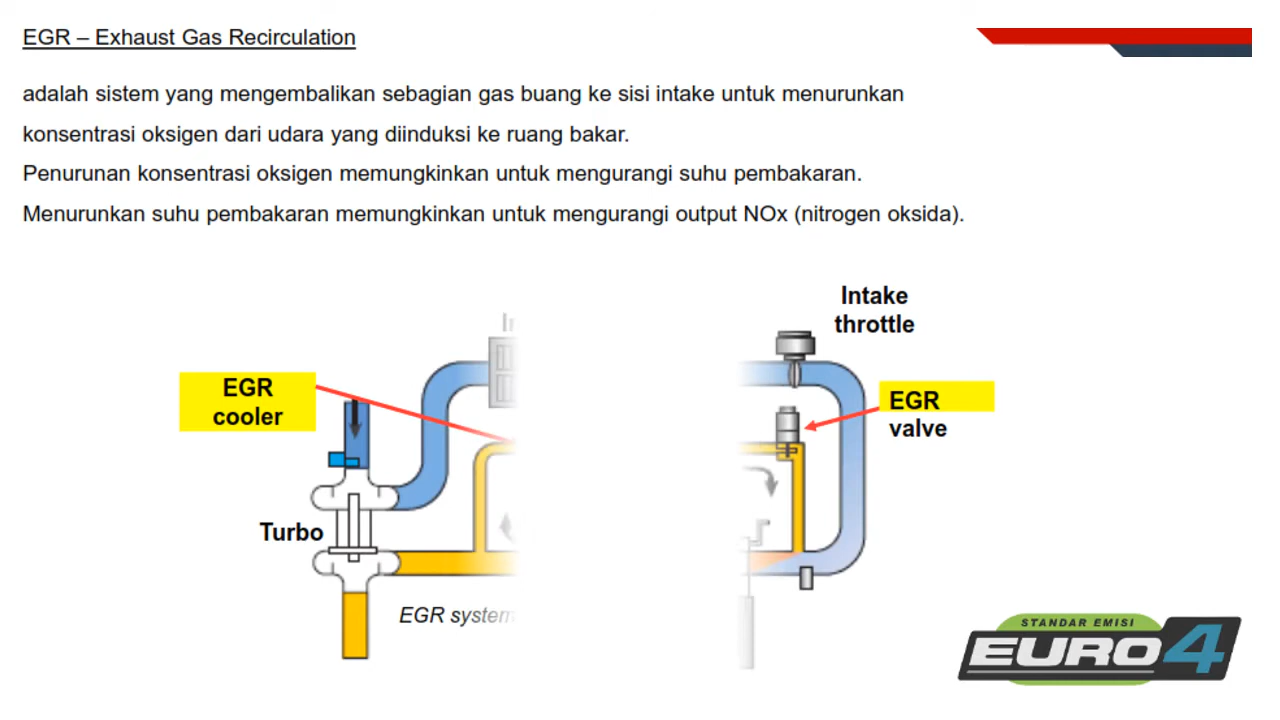 EGR – Exhaust Gas Recirculation
adalah sistem yang mengembalikan sebagian gas buang ke sisi intake untuk menurunkan
konsentrasi oksigen dari udara yang diinduksi ke ruang bakar.
Penurunan konsentrasi oksigen memungkinkan untuk mengurangi suhu pembakaran.
Menurunkan suhu pembakaran memungkinkan untuk mengurangi output NOx (nitrogen oksida).
Intake
throttle
EGR
cooler
EGR
valve
Turbo
EGR system
STANDAR EMISI
EURO4